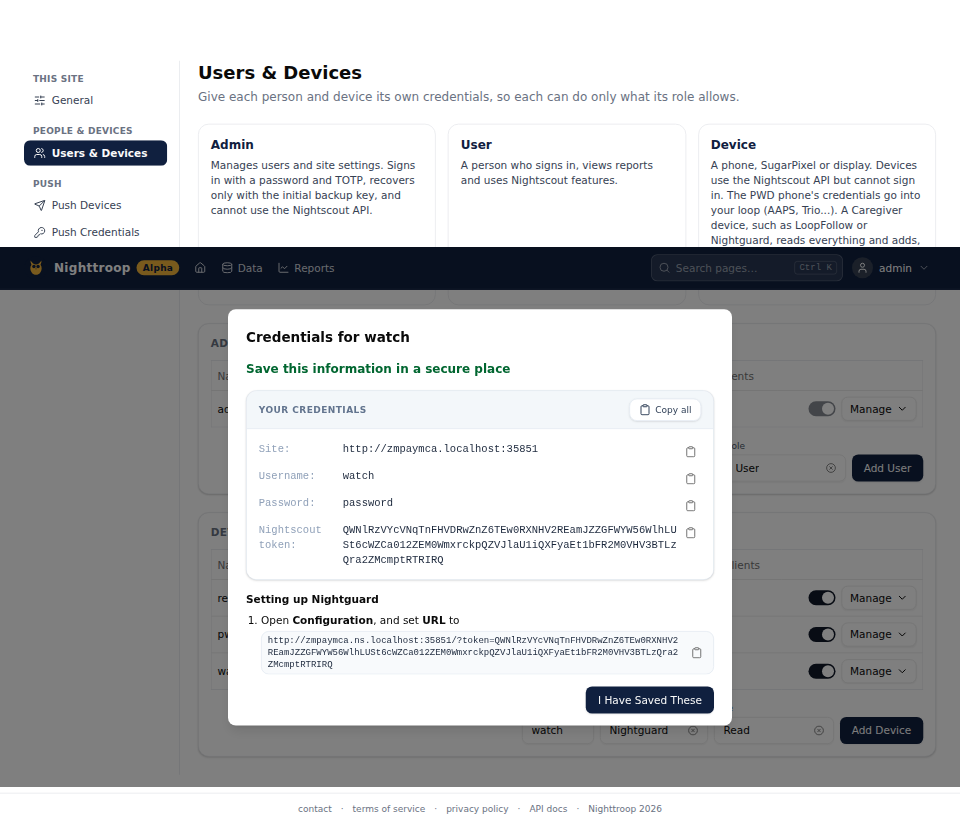 THIS SITE
General
PEOPLE & DEVICES
Users & Devices
PUSH
Push Devices
Push Credentials
Users & Devices
Give each person and device its own credentials, so each can do only what its role allows.
Admin
Manages users and site settings. Signs
in with a password and TOTP, recovers
only with the initial backup key, and
cannot use the Nightscout API.
User
A person who signs in, views reports
and uses Nightscout features.
Device
A phone, SugarPixel or display. Devices
use the Nightscout API but cannot sign
in. The PWD phone's credentials go into
your loop (AAPS, Trio...). A Caregiver
device, such as LoopFollow or
Nightguard, reads everything and adds,
Nighttroop Alpha Data Reports Search pages... Ctrl K admin
Credentials for watch
Save this information in a secure place
YOUR CREDENTIALS Copy all
Site: http://zmpaymca.localhost:35851
Username: watch
Password: password
Nightscout token: QWNlRzVYcVNqTnFHVDRwZnZ6TEw0RXNHV2REamJZZGFWYW56WlhLU
St6cWZCa012ZEM0WmxrckpQZVJlaU1iQXFyaEt1bFR2M0VHV3BTLz
Qra2ZMcmptRTRIRQ
Setting up Nightguard
1. Open Configuration, and set URL to
http://zmpaymca.ns.localhost:35851/?token=QWNlRzVYcVNqTnFHVDRwZnZ6TEw0RXNHV2
REamJZZGFWYW56WlhLUSt6cWZCa012ZEM0WmxrckpQZVJlaU1iQXFyaEt1bFR2M0VHV3BTLzQra2
ZMcmptRTRIRQ
I Have Saved These
Manage
User
Add User
Manage
Manage
Manage
watch Nightguard Read Add Device
contact · terms of service · privacy policy · API docs · Nighttroop 2026